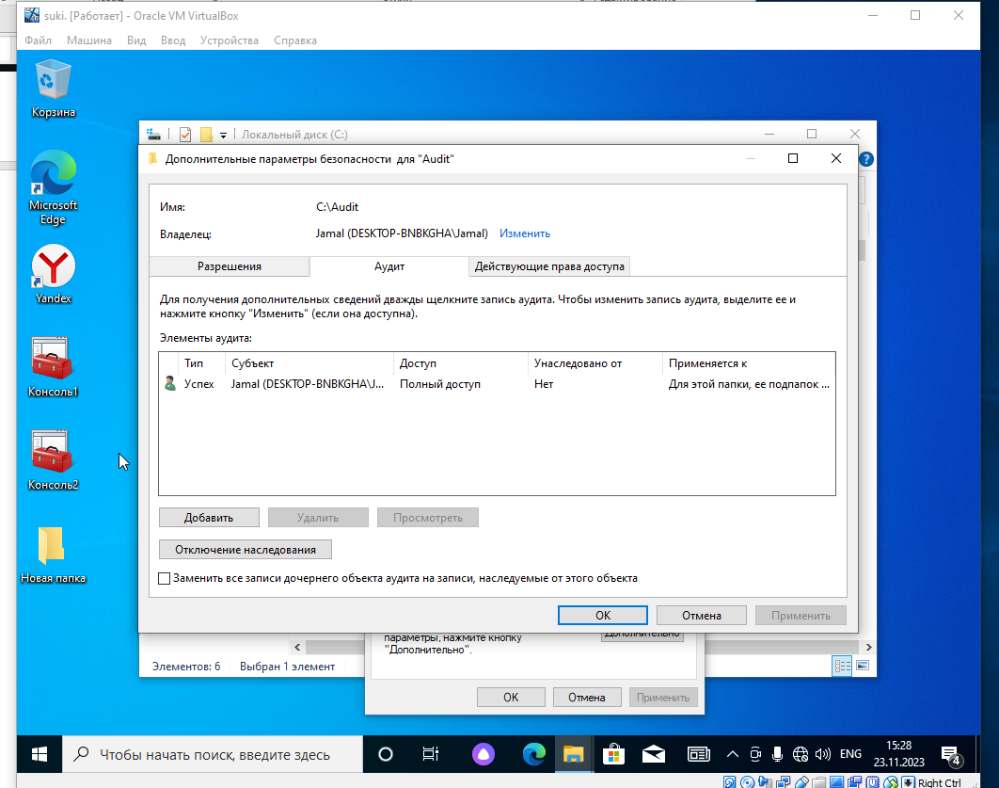 suki. [Работает] - Oracle VM VirtualBox
Файл Машина Вид Ввод Устройства Справка
Корзина
Microsoft
Edge
Yandex
Консоль1
Консоль2
Новая папка
Локальный диск (C:)
Дополнительные параметры безопасности для "Audit"
Имя: C:\Audit
Владелец: Jamal (DESKTOP-BNBKGHA\Jamal) Изменить
Разрешения Аудит Действующие права доступа
Для получения дополнительных сведений дважды щелкните запись аудита. Чтобы изменить запись аудита, выделите ее и
нажмите кнопку "Изменить" (если она доступна).
Элементы аудита:
Тип Субъект Доступ Унаследовано от Применяется к
Успех Jamal (DESKTOP-BNBKGHA\J... Полный доступ Нет Для этой папки, ее подпапок ...
Добавить Удалить Просмотреть
Отключение наследования
Заменить все записи дочернего объекта аудита на записи, наследуемые от этого объекта
OK Отмена Применить
параметры, нажмите кнопку
"Дополнительно".
Дополнительно
Элементов: 6 Выбран 1 элемент
OK Отмена Применить
Чтобы начать поиск, введите здесь
ENG
15:28
23.11.2023
4
Right Ctrl